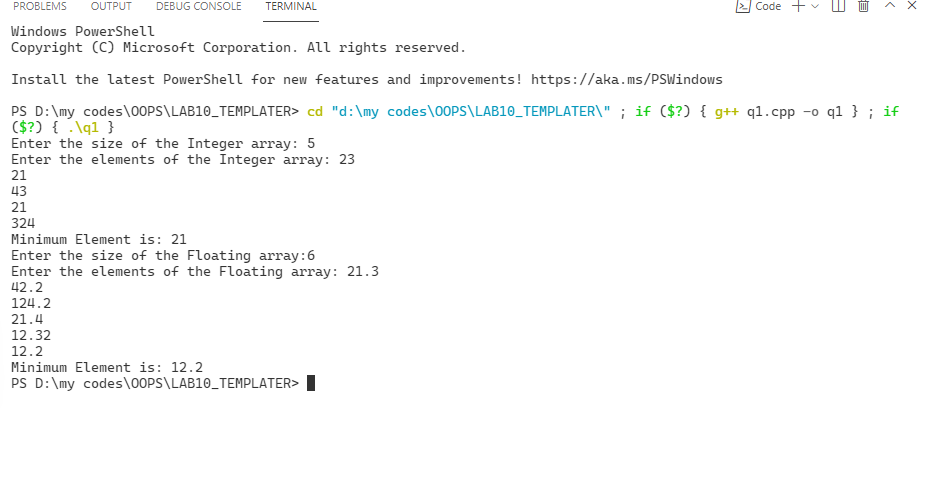 PROBLEMS OUTPUT DEBUG CONSOLE TERMINAL Code
Windows PowerShell
Copyright (C) Microsoft Corporation. All rights reserved.
Install the latest PowerShell for new features and improvements! https://aka.ms/PSWindows
PS D:\my codes\OOPS\LAB10_TEMPLATER> cd "d:\my codes\OOPS\LAB10_TEMPLATER\" ; if ($?) { g++ q1.cpp -o q1 } ; if
($?) { .\q1 }
Enter the size of the Integer array: 5
Enter the elements of the Integer array: 23
21
43
21
324
Minimum Element is: 21
Enter the size of the Floating array:6
Enter the elements of the Floating array: 21.3
42.2
124.2
21.4
12.32
12.2
Minimum Element is: 12.2
PS D:\my codes\OOPS\LAB10_TEMPLATER>